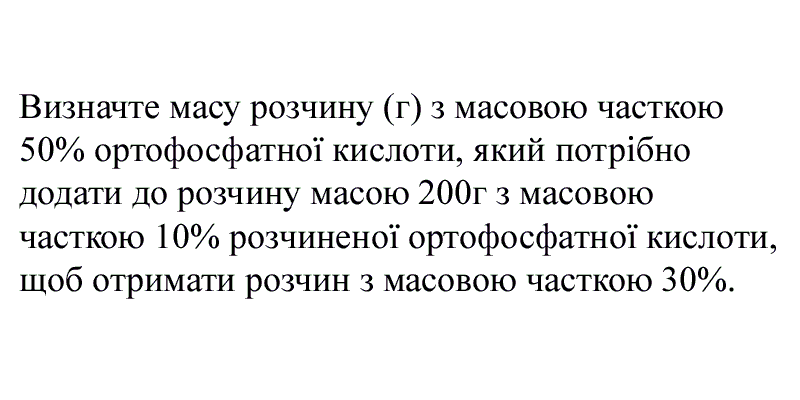 Визначте масу розчину (г) з масовою часткою
50% ортофосфатної кислоти, який потрібно
додати до розчину масою 200г з масовою
часткою 10% розчиненої ортофосфатної кислоти,
щоб отримати розчин з масовою часткою 30%.